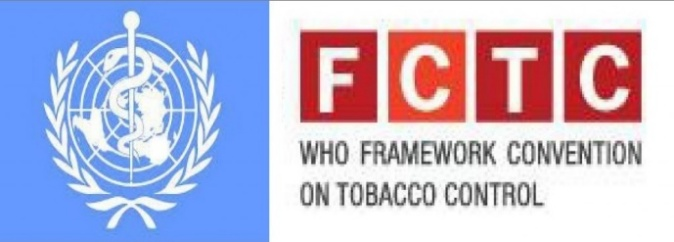 FCTC
WHO FRAMEWORK CONVENTION
ON TOBACCO CONTROL